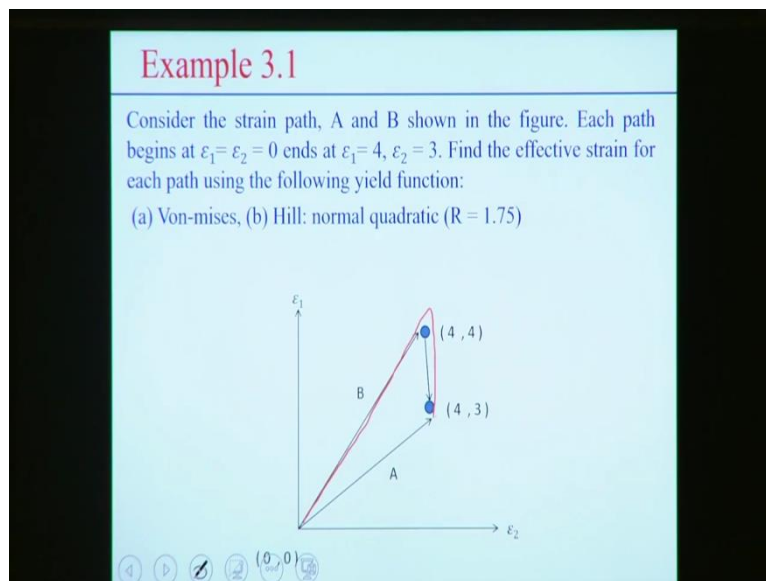 Example 3.1
Consider the strain path, A and B shown in the figure. Each path
begins at ε₁= ε₂ = 0 ends at ε₁= 4, ε₂ = 3. Find the effective strain for
each path using the following yield function:
(a) Von-mises, (b) Hill: normal quadratic (R = 1.75)
ε₁
(4 ,4)
B
(4 ,3)
A
ε₂
(0 ,0)